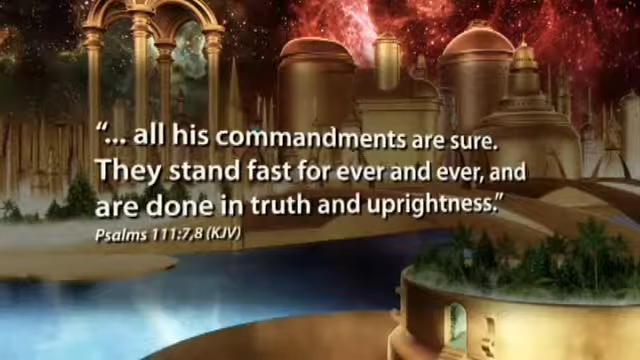 “... all his commandments are sure.
They stand fast for ever and ever, and
are done in truth and uprightness.”
Psalms 111:7,8 (KJV)